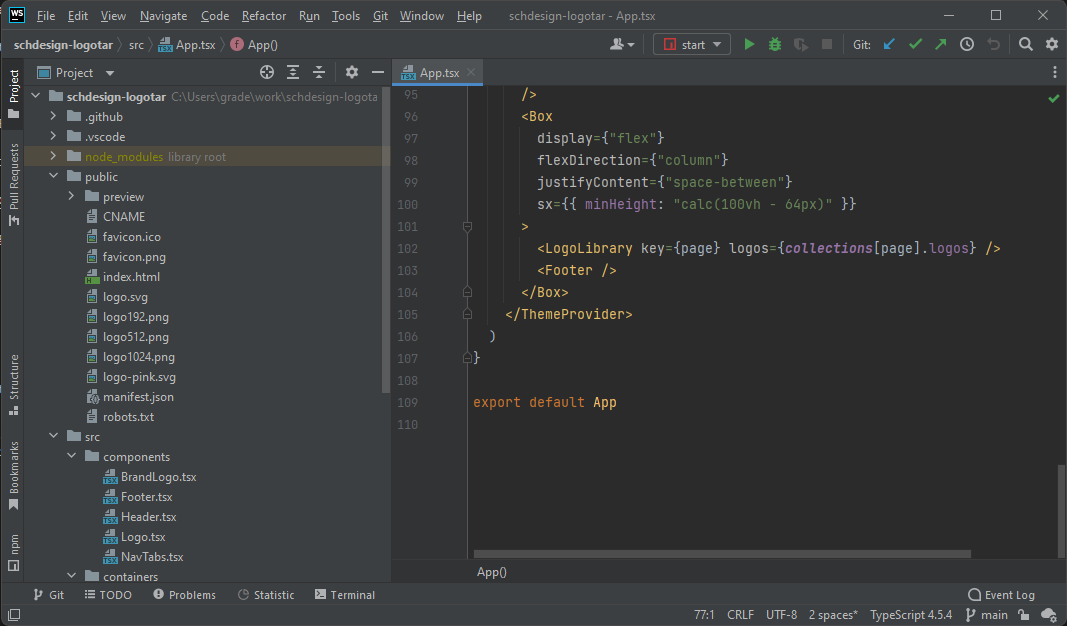 WS File Edit View Navigate Code Refactor Run Tools Git Window Help schdesign-logotar - App.tsx
schdesign-logotar src App.tsx f App() start Git:
Project
Pull Requests
Structure
Bookmarks
npm
Project
schdesign-logotar C:\Users\grade\work\schdesign-logota
.github
.vscode
node_modules library root
public
preview
CNAME
favicon.ico
favicon.png
index.html
logo.svg
logo192.png
logo512.png
logo1024.png
logo-pink.svg
manifest.json
robots.txt
src
components
BrandLogo.tsx
Footer.tsx
Header.tsx
Logo.tsx
NavTabs.tsx
containers
App.tsx
95 />
96 <Box
97 display={"flex"}
98 flexDirection={"column"}
99 justifyContent={"space-between"}
100 sx={{ minHeight: "calc(100vh - 64px)" }}
101 >
102 <LogoLibrary key={page} logos={collections[page].logos} />
103 <Footer />
104 </Box>
105 </ThemeProvider>
106 )
107 }
108
109 export default App
110
App()
Git TODO Problems Static Terminal Event Log
77:1 CRLF UTF-8 2 spaces* TypeScript 4.5.4 main